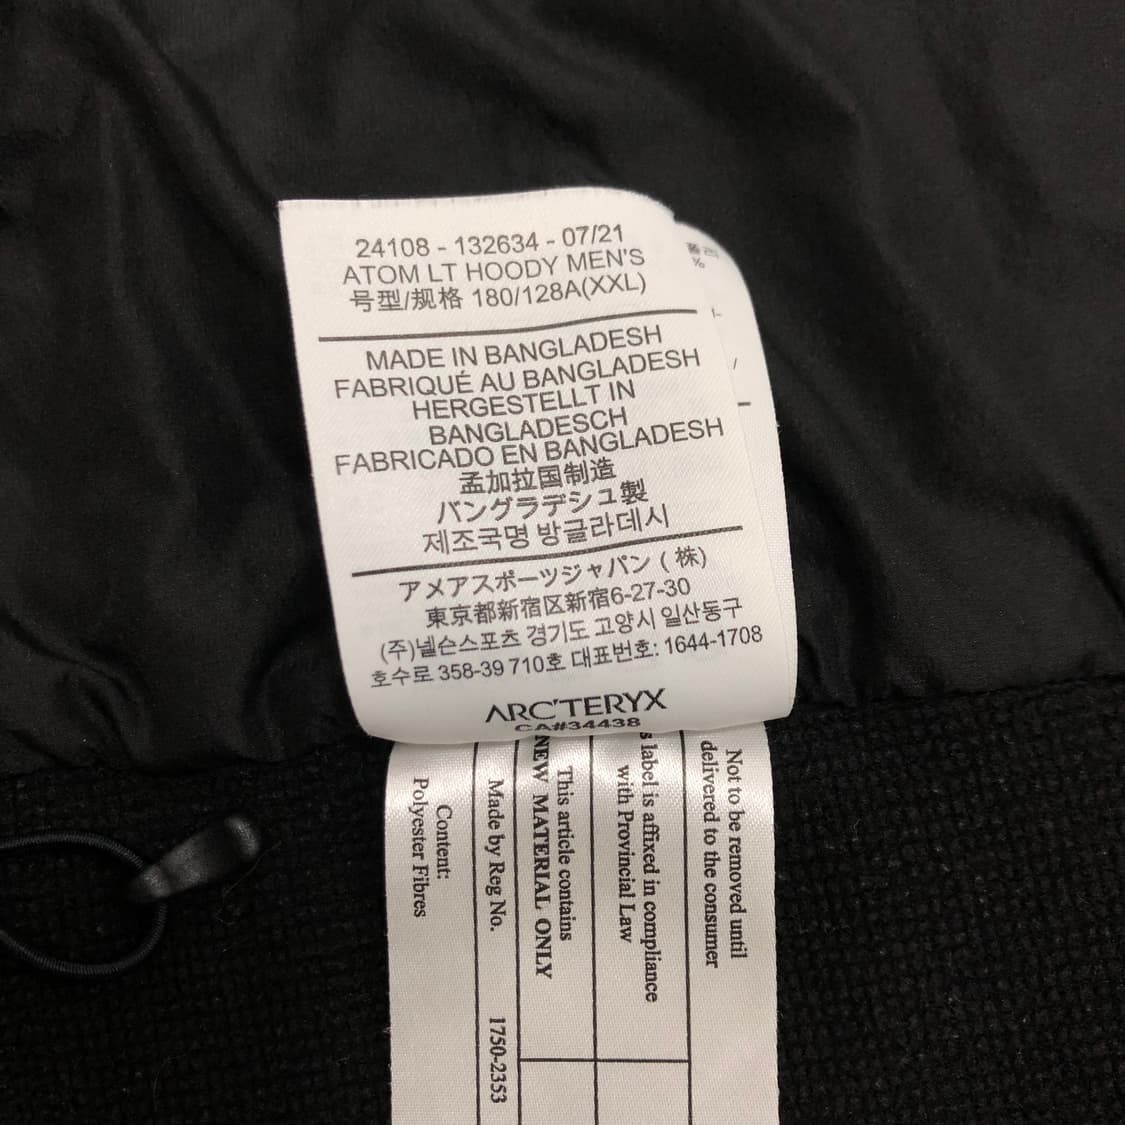 24108 - 132634 - 07/21
ATOM LT HOODY MEN'S
号型/规格 180/128A(XXL)
MADE IN BANGLADESH
FABRIQUÉ AU BANGLADESH
HERGESTELLT IN
BANGLADESCH
FABRICADO EN BANGLADESH
孟加拉国制造
バングラデシュ製
제조국명 방글라데시
アメアスポーツジャパン (株)
東京都新宿区新宿6-27-30
(주)넬슨스포츠 경기도 고양시 일산동구
호수로 358-39 710호 대표번호: 1644-1708
ARC'TERYX
CA#34438
Not to be removed until
delivered to the consumer
label is affixed in compliance
with Provincial Law
This article contains
NEW MATERIAL ONLY
Made by Reg No. 1750-2353
Content:
Polyester Fibres